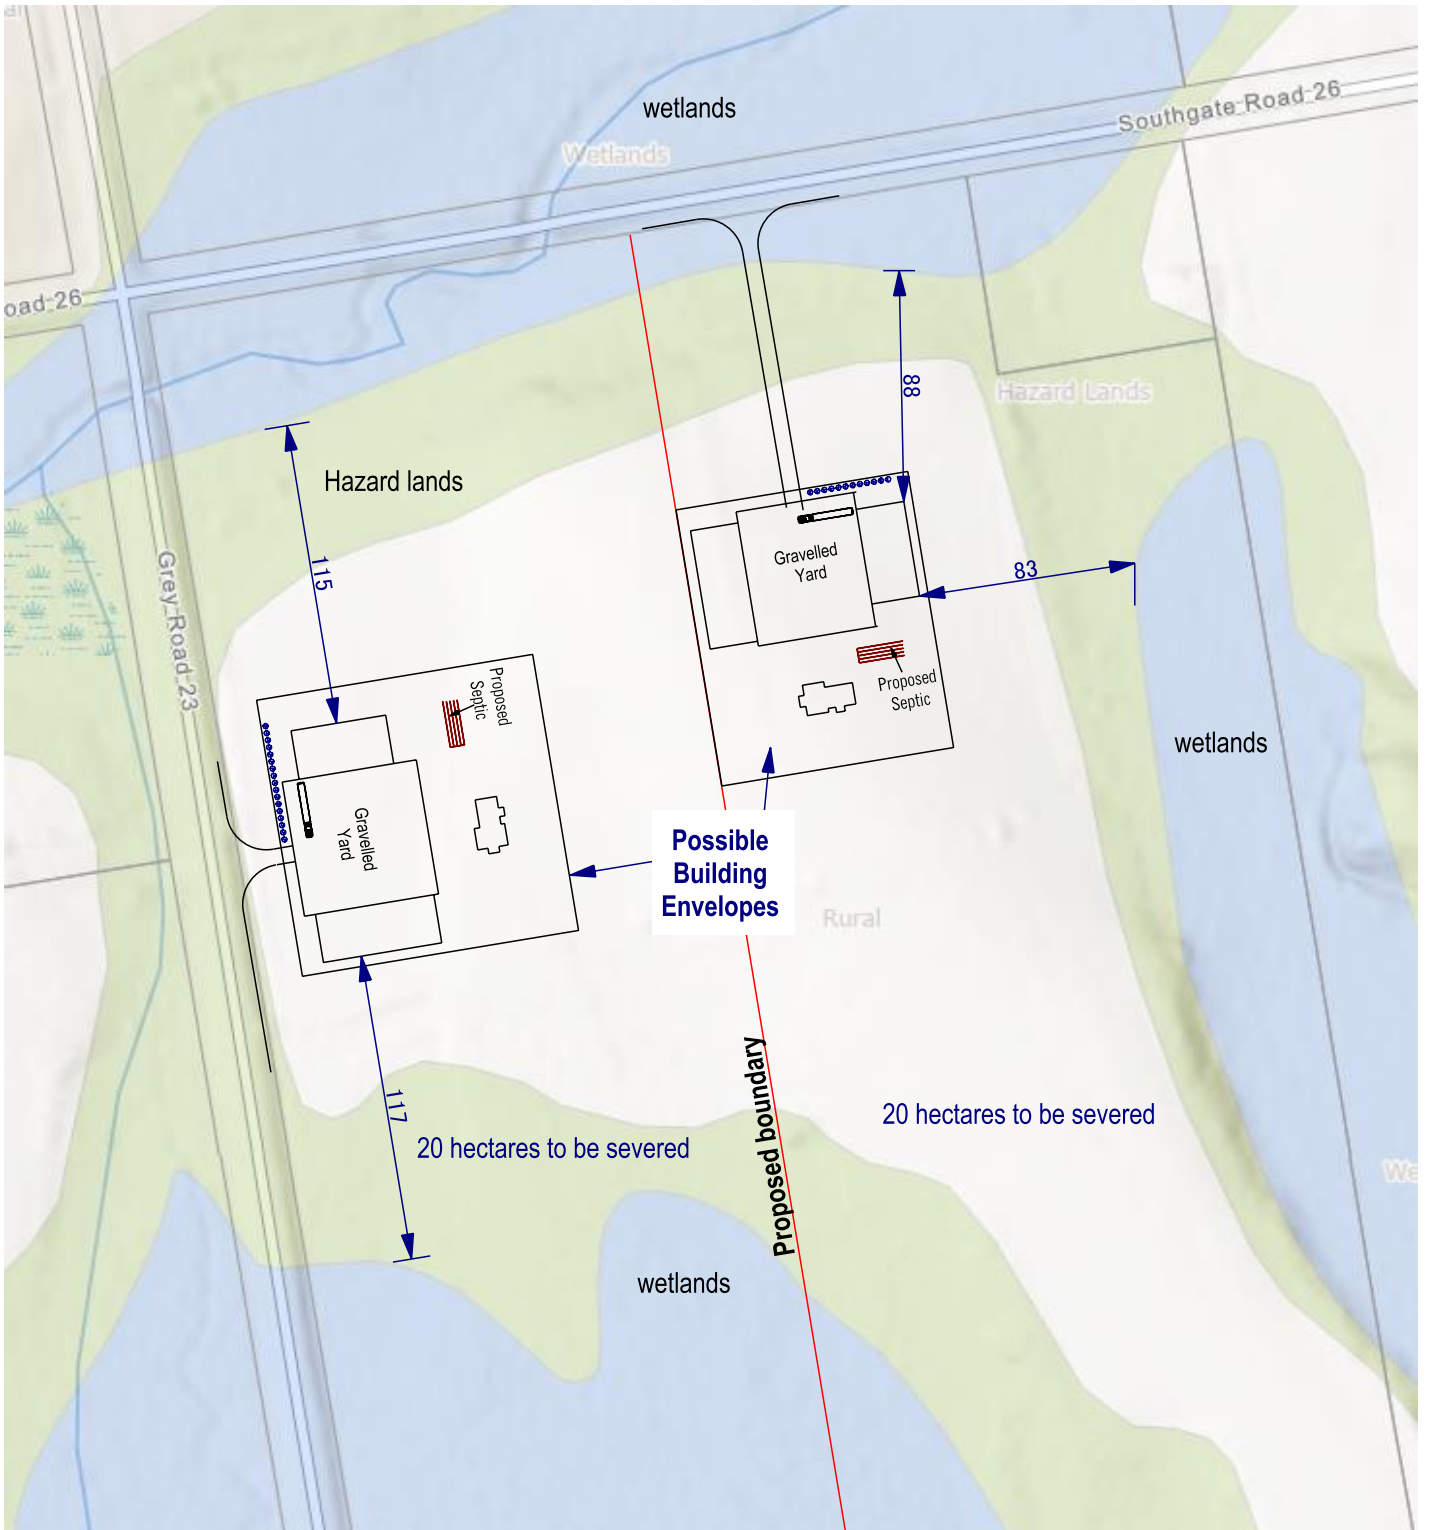 wetlands
Wetlands
Southgate Road 26
oad 26
88
Hazard Lands
Hazard lands
115
Gravelled
Yard
83
Grey Road 23
Proposed
Septic
Proposed
Septic
wetlands
Gravelled
Yard
Possible
Building
Envelopes
Rural
Proposed boundary
117
20 hectares to be severed
20 hectares to be severed
We
wetlands